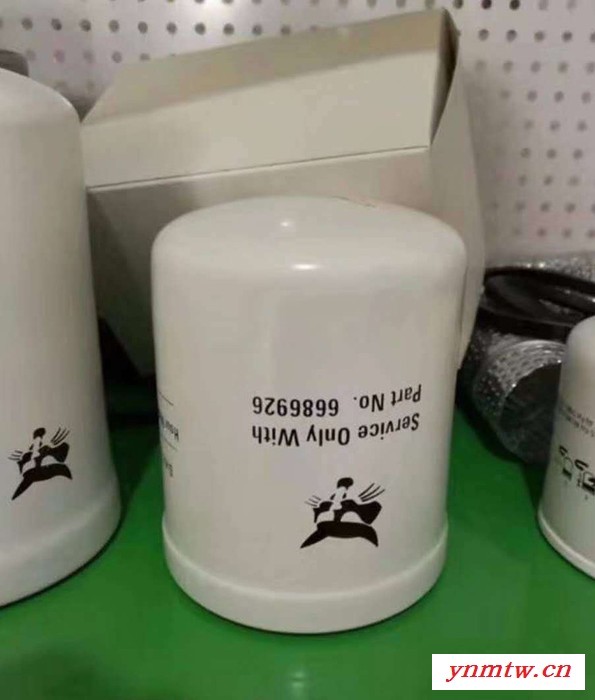 Service Only With
Part No. 6686926
ynmtw.cn